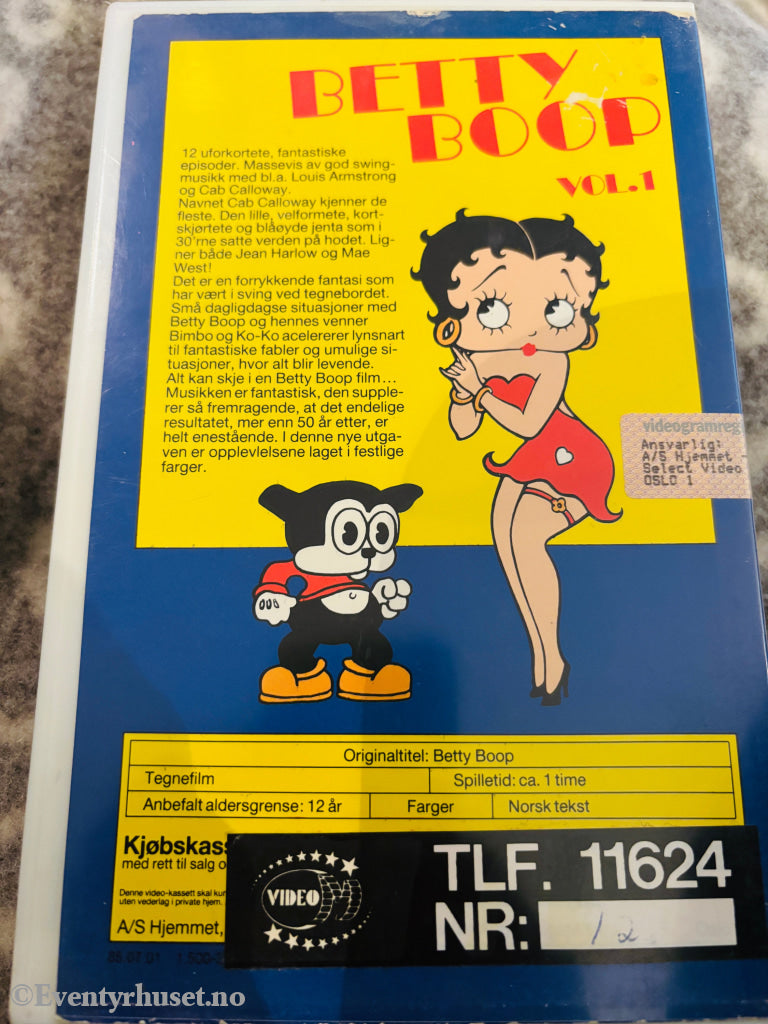 BETTY
BOOP
VOL.1
12 uforkortete, fantastiske
episoder. Massevis av god swing-
musikk med bl.a. Louis Armstrong
og Cab Calloway.
Navnet Cab Calloway kjenner de
fleste. Den lille, velformete, kort-
skjørtete og blåøyde jenta som i
30'rne satte verden på hodet. Lig-
ner både Jean Harlow og Mae
West!
Det er en forrykkende fantasi som
har vært i sving ved tegnebordet.
Små dagligdagse situasjoner med
Betty Boop og hennes venner
Bimbo og Ko-Ko acelererer lynsnart
til fantastiske fabler og umulige si-
tuasjoner, hvor alt blir levende.
Alt kan skje i en Betty Boop film...
Musikken er fantastisk, den supple-
rer så fremragende, at det endelige
resultatet, mer enn 50 år etter, er
helt enestående. I denne nye utga-
ven er opplevlelsene laget i festlige
farger.
videogramreg
Ansvarlig:
A/S Hjemmet -
Select Video
OSLO 1
Originaltitel: Betty Boop
Tegnefilm Spilletid: ca. 1 time
Anbefalt aldersgrense: 12 år Farger Norsk tekst
Kjøbskass
med rett til salg o
Denne video-kassett skal kun
uten vederlag i private hjem.
A/S Hjemmet,
VIDEO
TLF. 11624
NR: 12
©Eventyrhuset.no